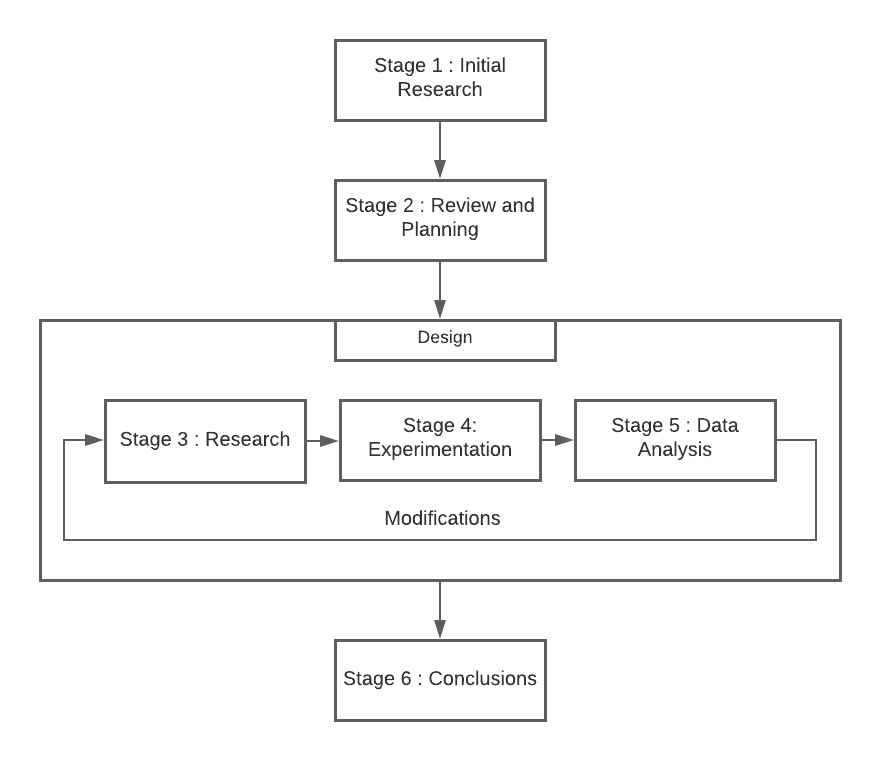 Stage 1 : Initial
Research
Stage 2 : Review and
Planning
Design
Stage 3 : Research
Stage 4:
Experimentation
Stage 5 : Data
Analysis
Modifications
Stage 6 : Conclusions